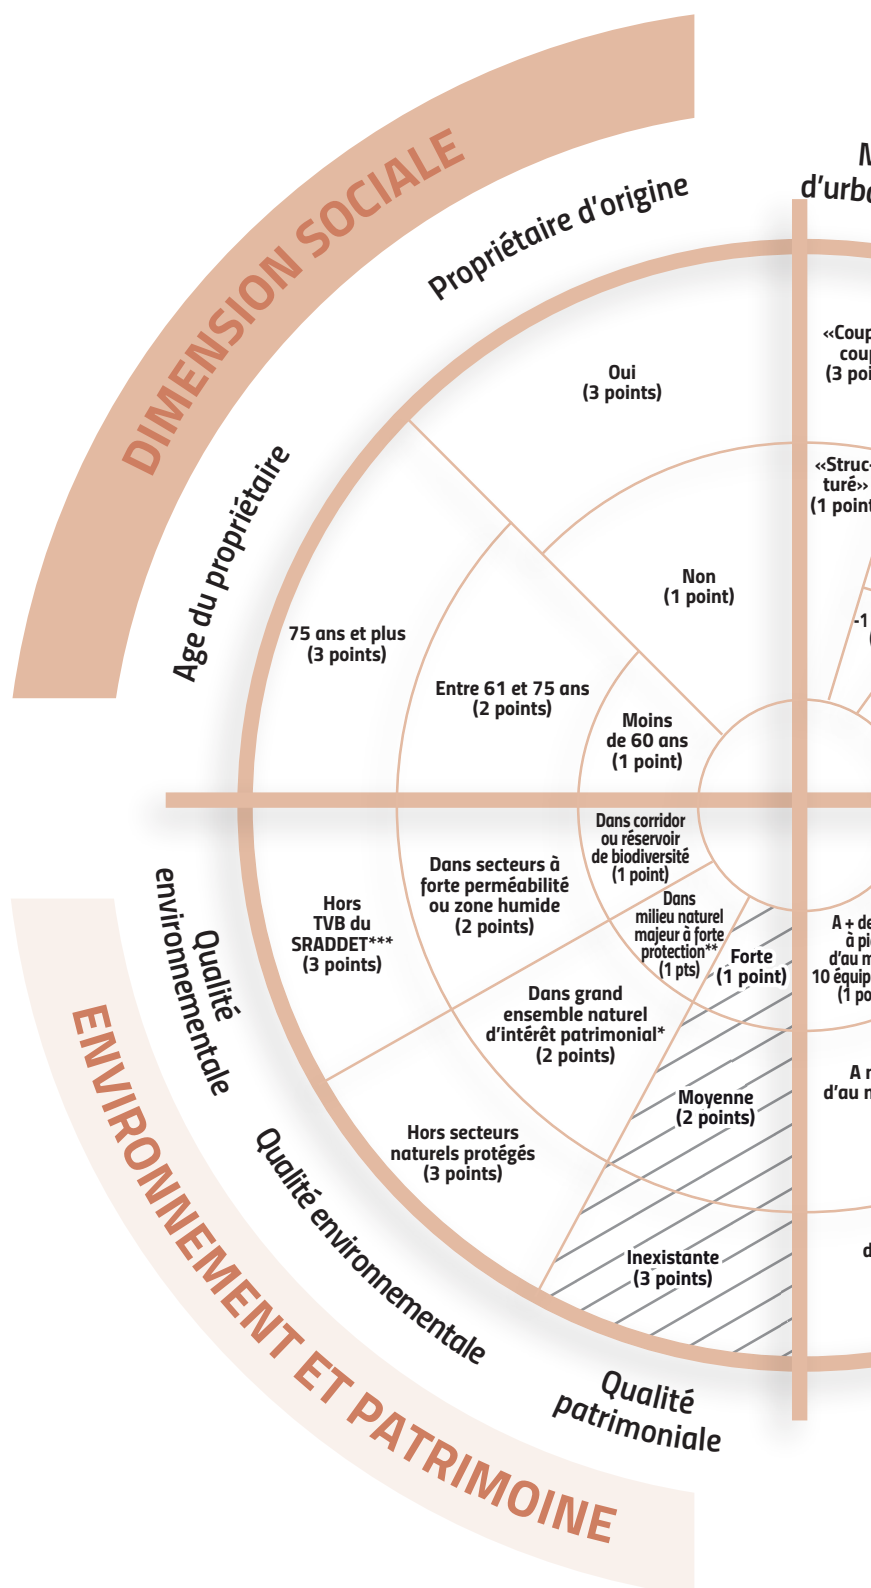 DIMENSION SOCIALE
Propriétaire d'origine
Oui
(3 points)
Non
(1 point)
Age du propriétaire
75 ans et plus
(3 points)
Entre 61 et 75 ans
(2 points)
Moins
de 60 ans
(1 point)
«Struc-
turé»
(1 point
-1
Dans corridor
ou réservoir
de biodiversité
(1 point)
Dans secteurs à
forte perméabilité
ou zone humide
(2 points)
Hors
TVB du
SRADDET***
(3 points)
Qualité
environnementale
Dans
milieu naturel
majeur à forte
protection**
(1 pts)
Dans grand
ensemble naturel
d'intérêt patrimonial*
(2 points)
Hors secteurs
naturels protégés
(3 points)
Qualité environnementale
Forte
(1 point)
Moyenne
(2 points)
Inexistante
(3 points)
Qualité
patrimoniale
A + de
d'au m
A
d'au
ENVIRONNEMENT ET PATRIMOINE